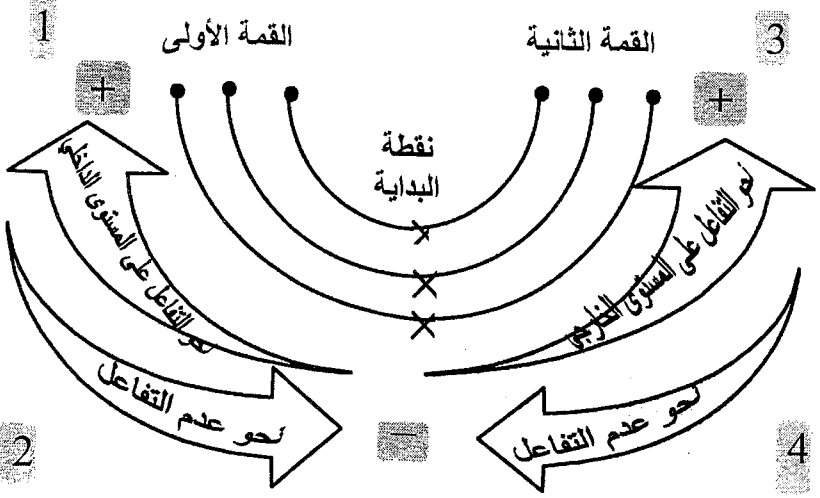 1
القمة الأولى
القمة الثانية
3
+
+
نقطة
البداية
نحو التفاعل على المستوى الداخلي
نحو التفاعل على المستوى الخارجي
نحو عدم التفاعل
نحو عدم التفاعل
2
−
4